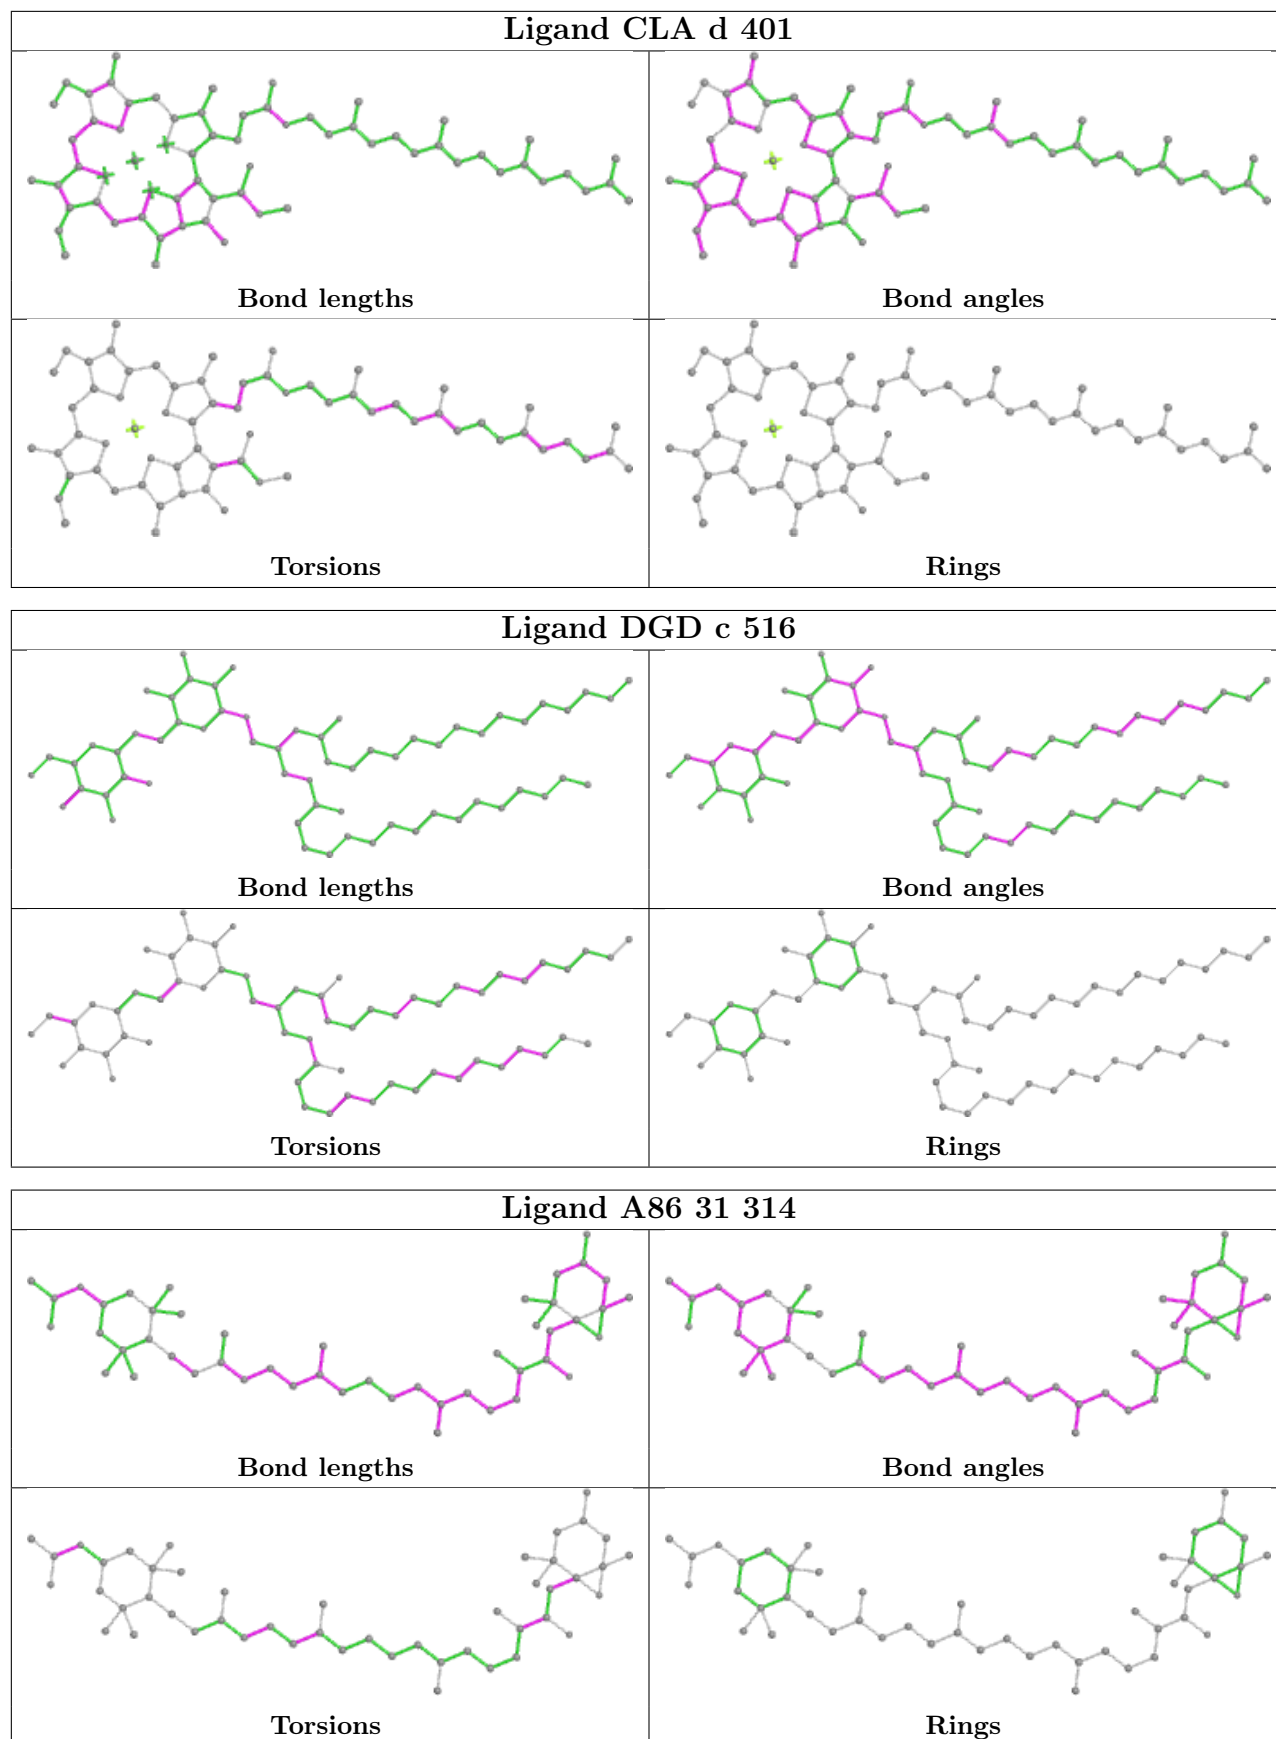 Ligand CLA d 401
Bond lengths
Bond angles
Torsions
Rings
Ligand DGD c 516
Bond lengths
Bond angles
Torsions
Rings
Ligand A86 31 314
Bond lengths
Bond angles
Torsions
Rings